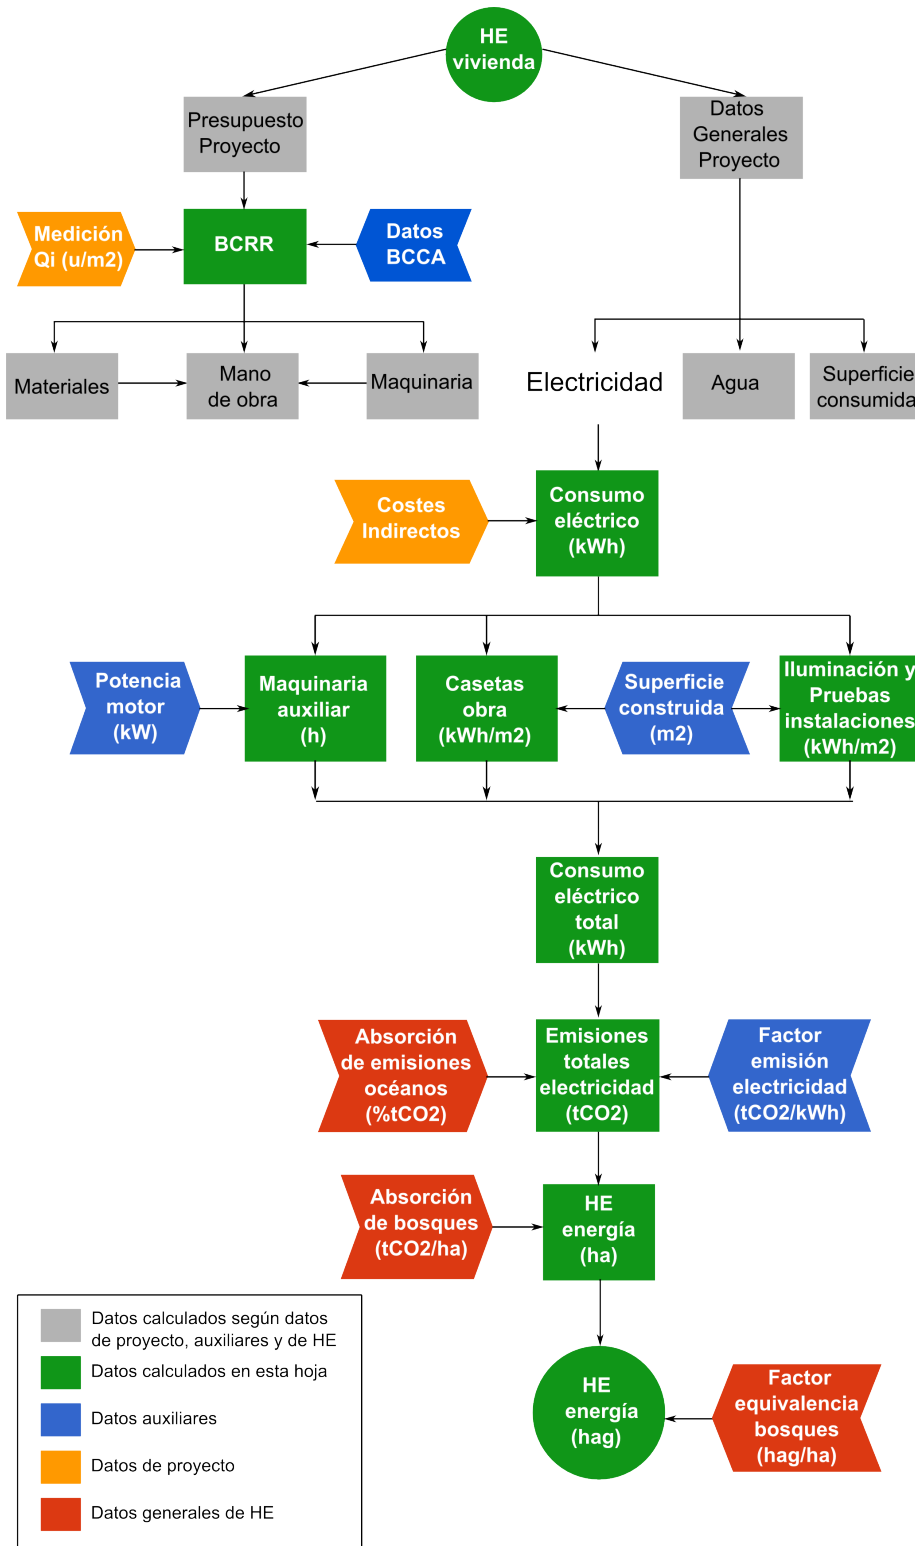 HE
vivienda
Presupuesto
Proyecto
Datos
Generales
Proyecto
Medición
Qi (u/m2)
BCRR
Datos
BCCA
Materiales
Mano
de obra
Maquinaria
Electricidad
Agua
Superficie
consumida
Costes
Indirectos
Consumo
eléctrico
(kWh)
Potencia
motor
(kW)
Maquinaria
auxiliar
(h)
Casetas
obra
(kWh/m2)
Superficie
construida
(m2)
Iluminación y
Pruebas
instalaciones
(kWh/m2)
Consumo
eléctrico
total
(kWh)
Absorción
de emisiones
océanos
(%tCO2)
Emisiones
totales
electricidad
(tCO2)
Factor
emisión
electricidad
(tCO2/kWh)
Absorción
de bosques
(tCO2/ha)
HE
energía
(ha)
HE
energía
(hag)
Factor
equivalencia
bosques
(hag/ha)
Datos calculados según datos
de proyecto, auxiliares y de HE
Datos calculados en esta hoja
Datos auxiliares
Datos de proyecto
Datos generales de HE